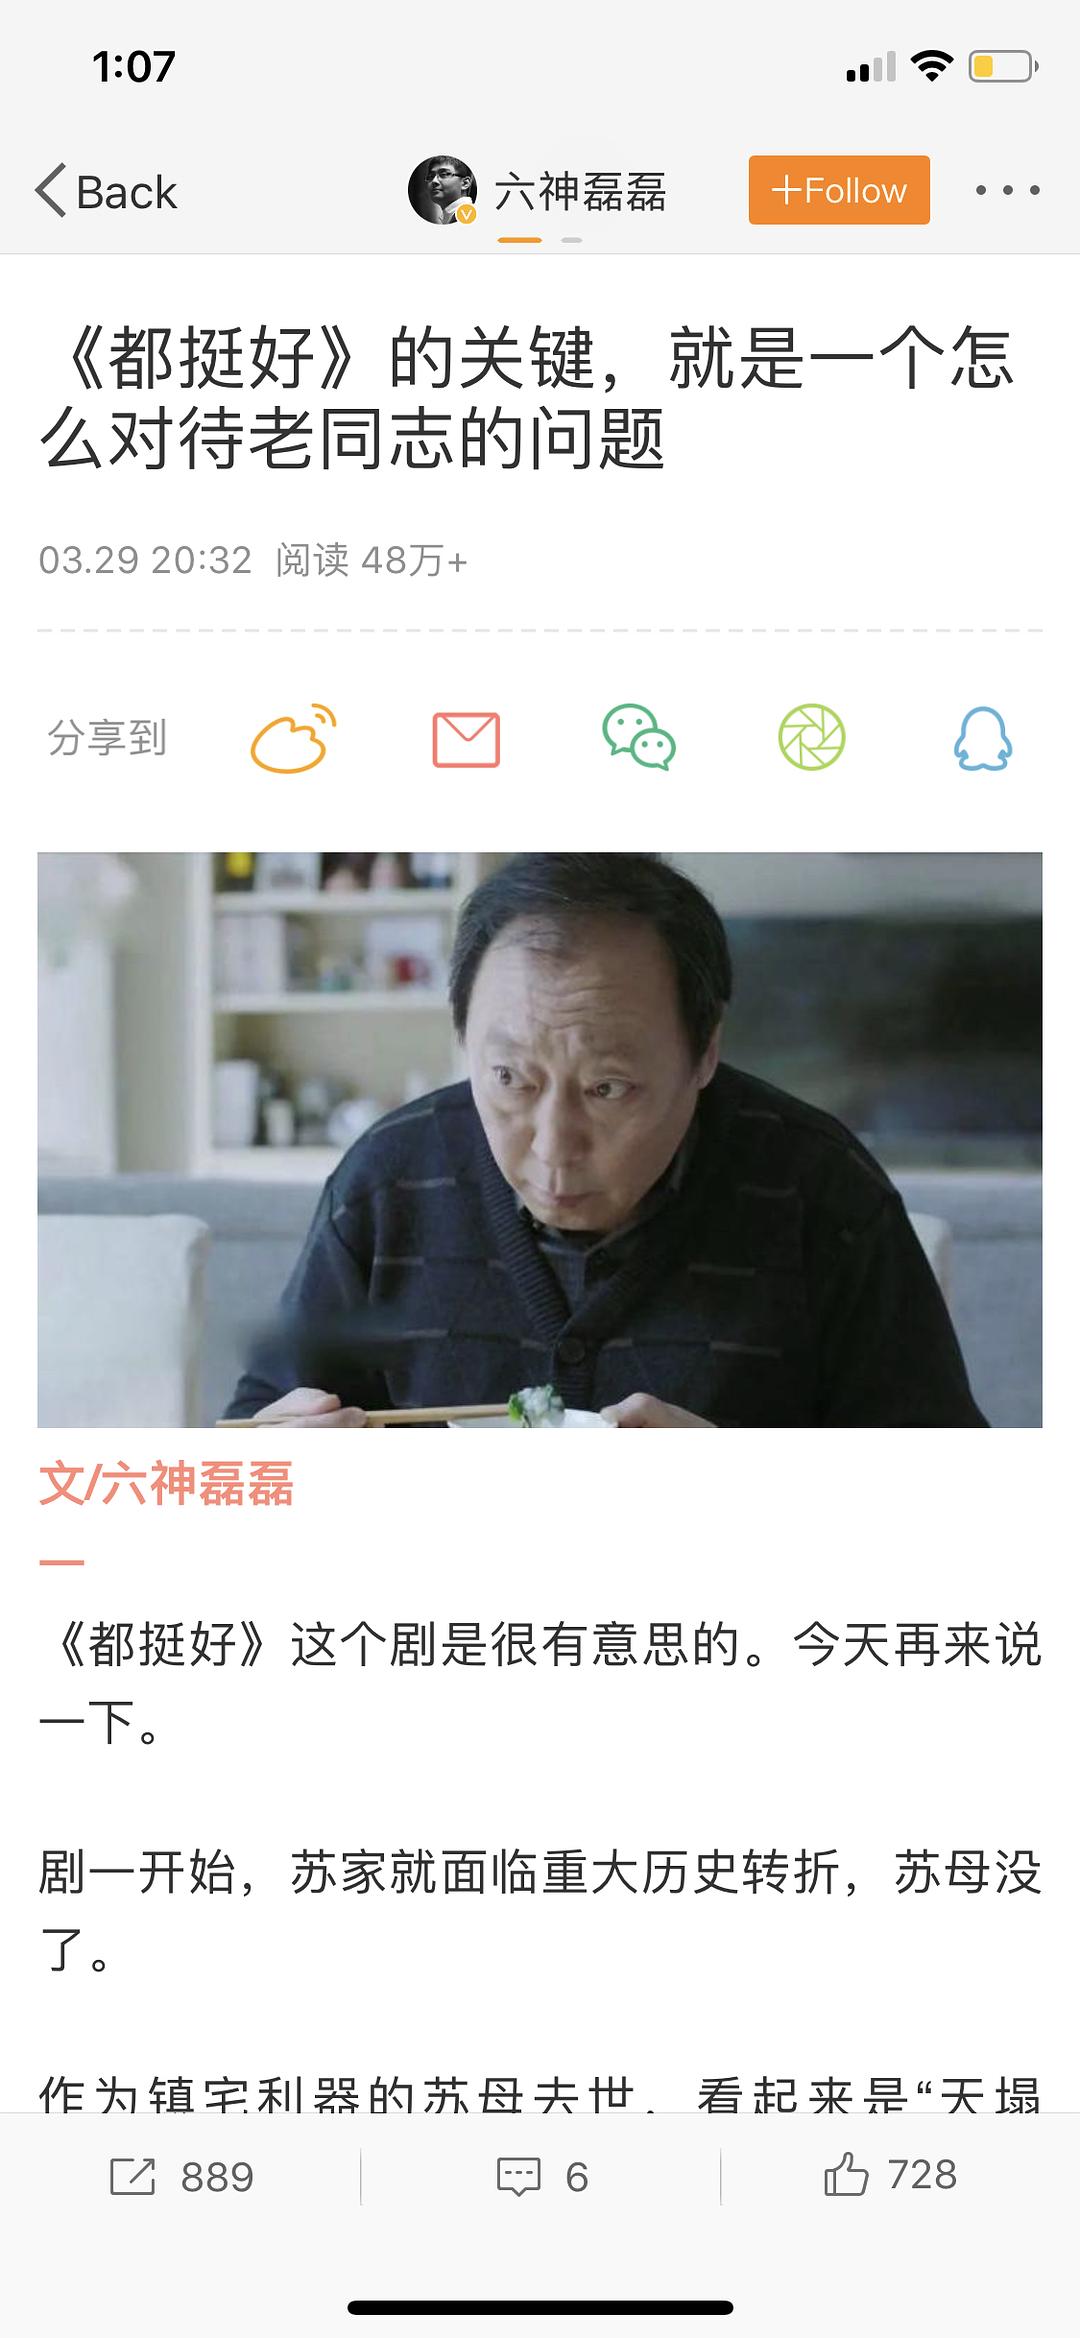 1:07
Back
六神磊磊
+Follow
《都挺好》的关键，就是一个怎
么对待老同志的问题
03.29 20:32 阅读 48万+
分享到
文/六神磊磊
一
《都挺好》这个剧是很有意思的。今天再来说
一下。
剧一开始，苏家就面临重大历史转折，苏母没
了。
作为镇宅利器的苏母去世，看起来是“天塌
889
6
728